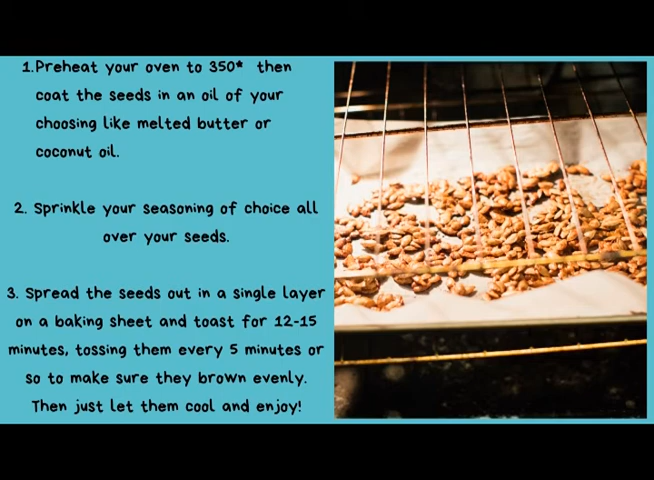 1.Preheat your oven to 350* then
coat the seeds in an oil of your
choosing like melted butter or
coconut oil.
2. Sprinkle your seasoning of choice all
over your seeds.
3. Spread the seeds out in a single layer
on a baking sheet and toast for 12-15
minutes, tossing them every 5 minutes or
so to make sure they brown evenly.
Then just let them cool and enjoy!